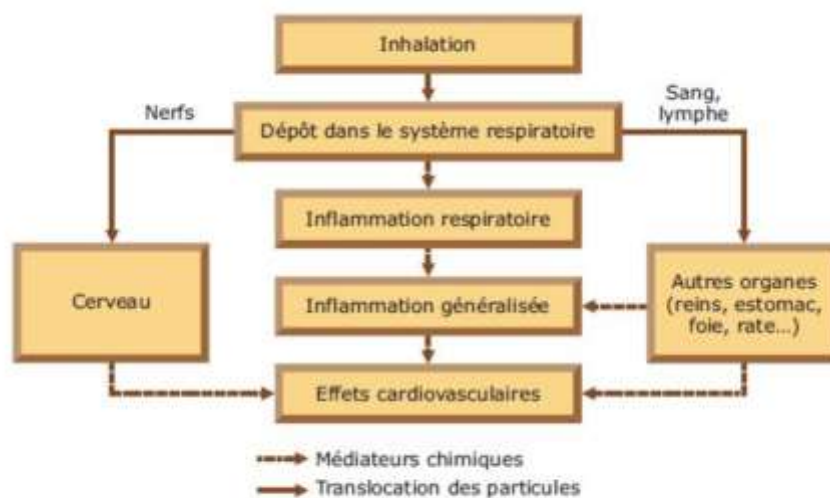 Inhalation
Nerfs
Sang,
lymphe
Dépôt dans le système respiratoire
Inflammation respiratoire
Cerveau
Inflammation généralisée
Autres organes
(reins, estomac,
foie, rate...)
Effets cardiovasculaires
Médiateurs chimiques
Translocation des particules